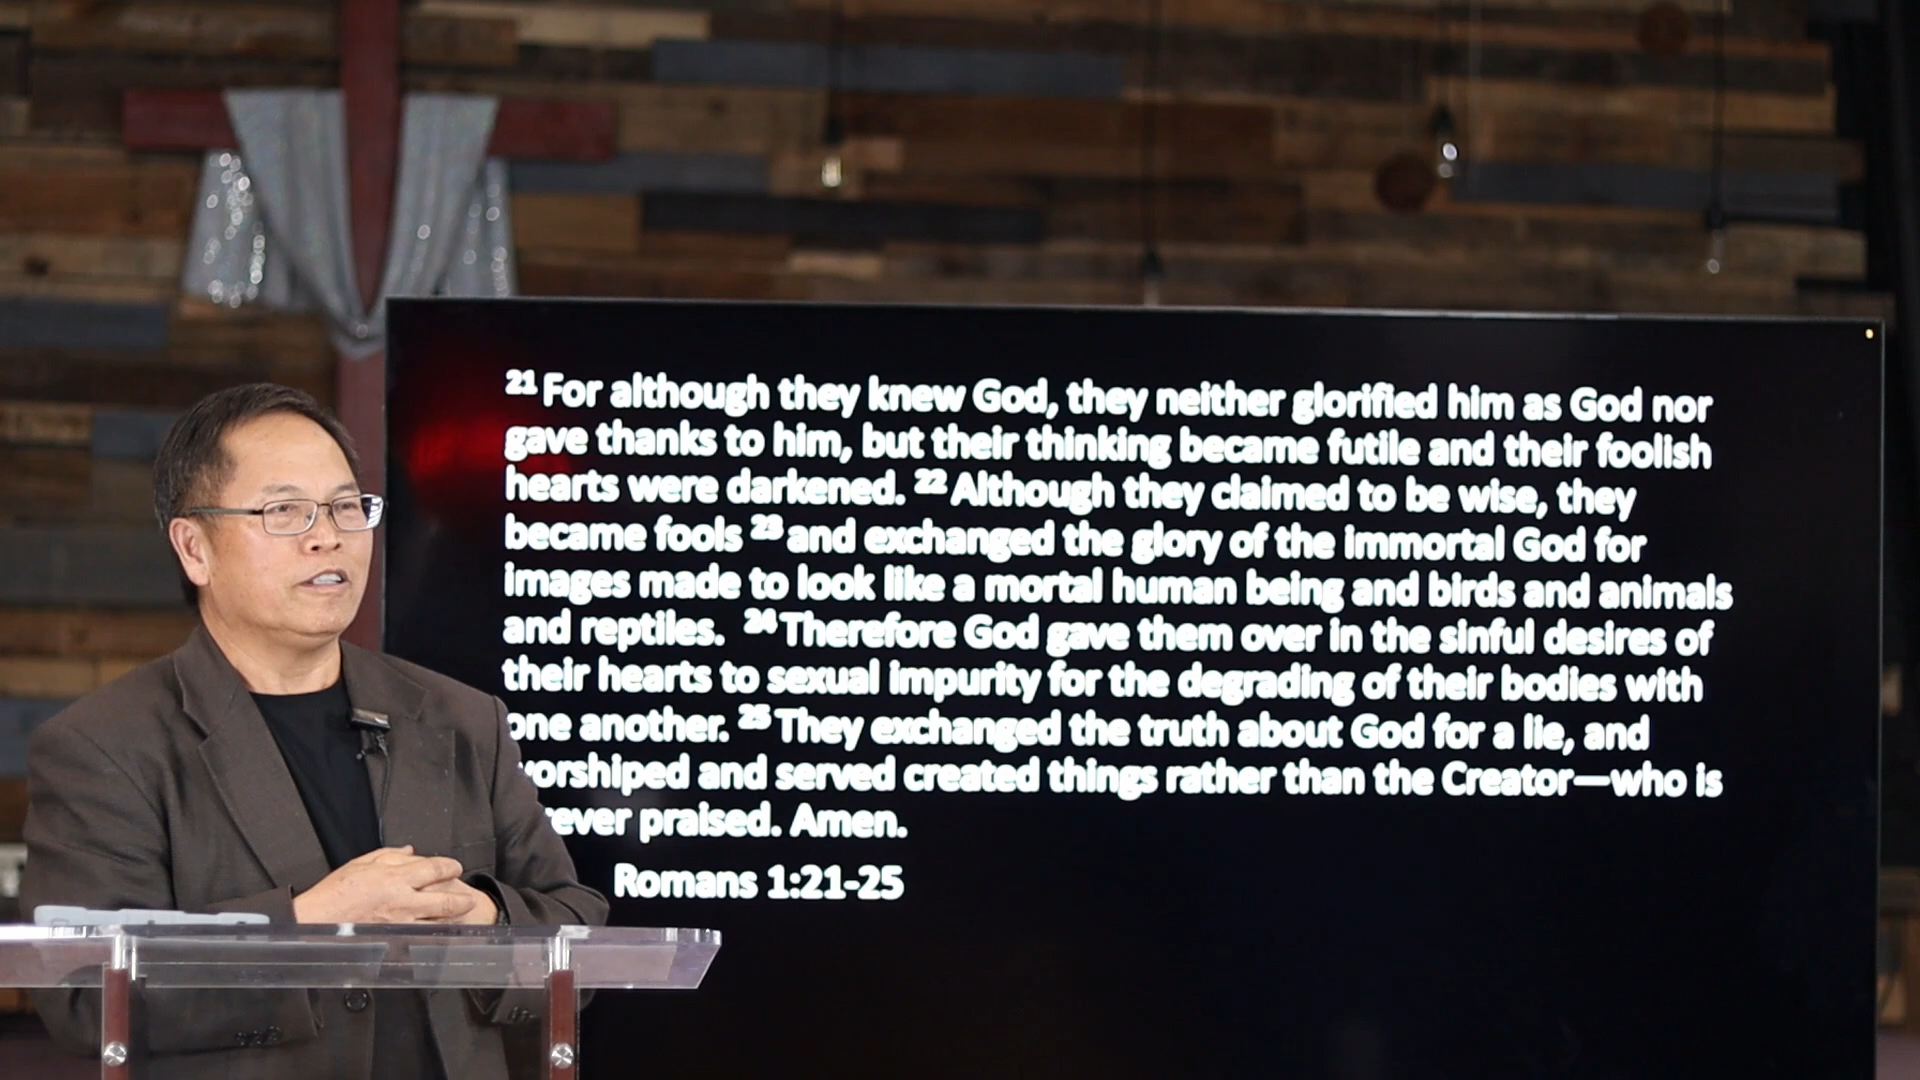 21 For although they knew God, they neither glorified him as God nor
gave thanks to him, but their thinking became futile and their foolish
hearts were darkened. 22 Although they claimed to be wise, they
became fools 23 and exchanged the glory of the immortal God for
images made to look like a mortal human being and birds and animals
and reptiles. 24 Therefore God gave them over in the sinful desires of
their hearts to sexual impurity for the degrading of their bodies with
one another. 25 They exchanged the truth about God for a lie, and
worshiped and served created things rather than the Creator—who is
praised. Amen.
Romans 1:21-25